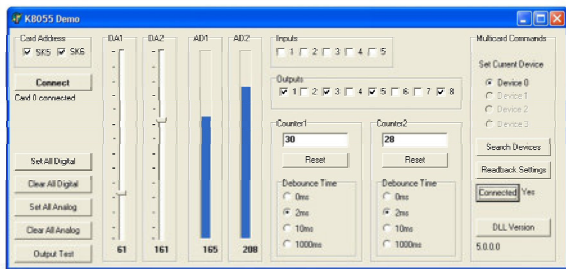 K8055 Demo
Card Address
SK5 SK6
Connect
Card 0 connected
Set All Digital
Clear All Digital
Set All Analog
Clear All Analog
Output Test
DA1 DA2 AD1 AD2
61 161 165 208
Inputs
1 2 3 4 5
Outputs
1 2 3 4 5 6 7 8
Counter1
30
Reset
Debounce Time
0ms
2ms
10ms
1000ms
Counter2
28
Reset
Debounce Time
0ms
2ms
10ms
1000ms
Multicard Commands
Set Current Device
Device 0
Device 1
Device 2
Device 3
Search Devices
Readback Settings
Connected Yes
DLL Version
5.0.0.0